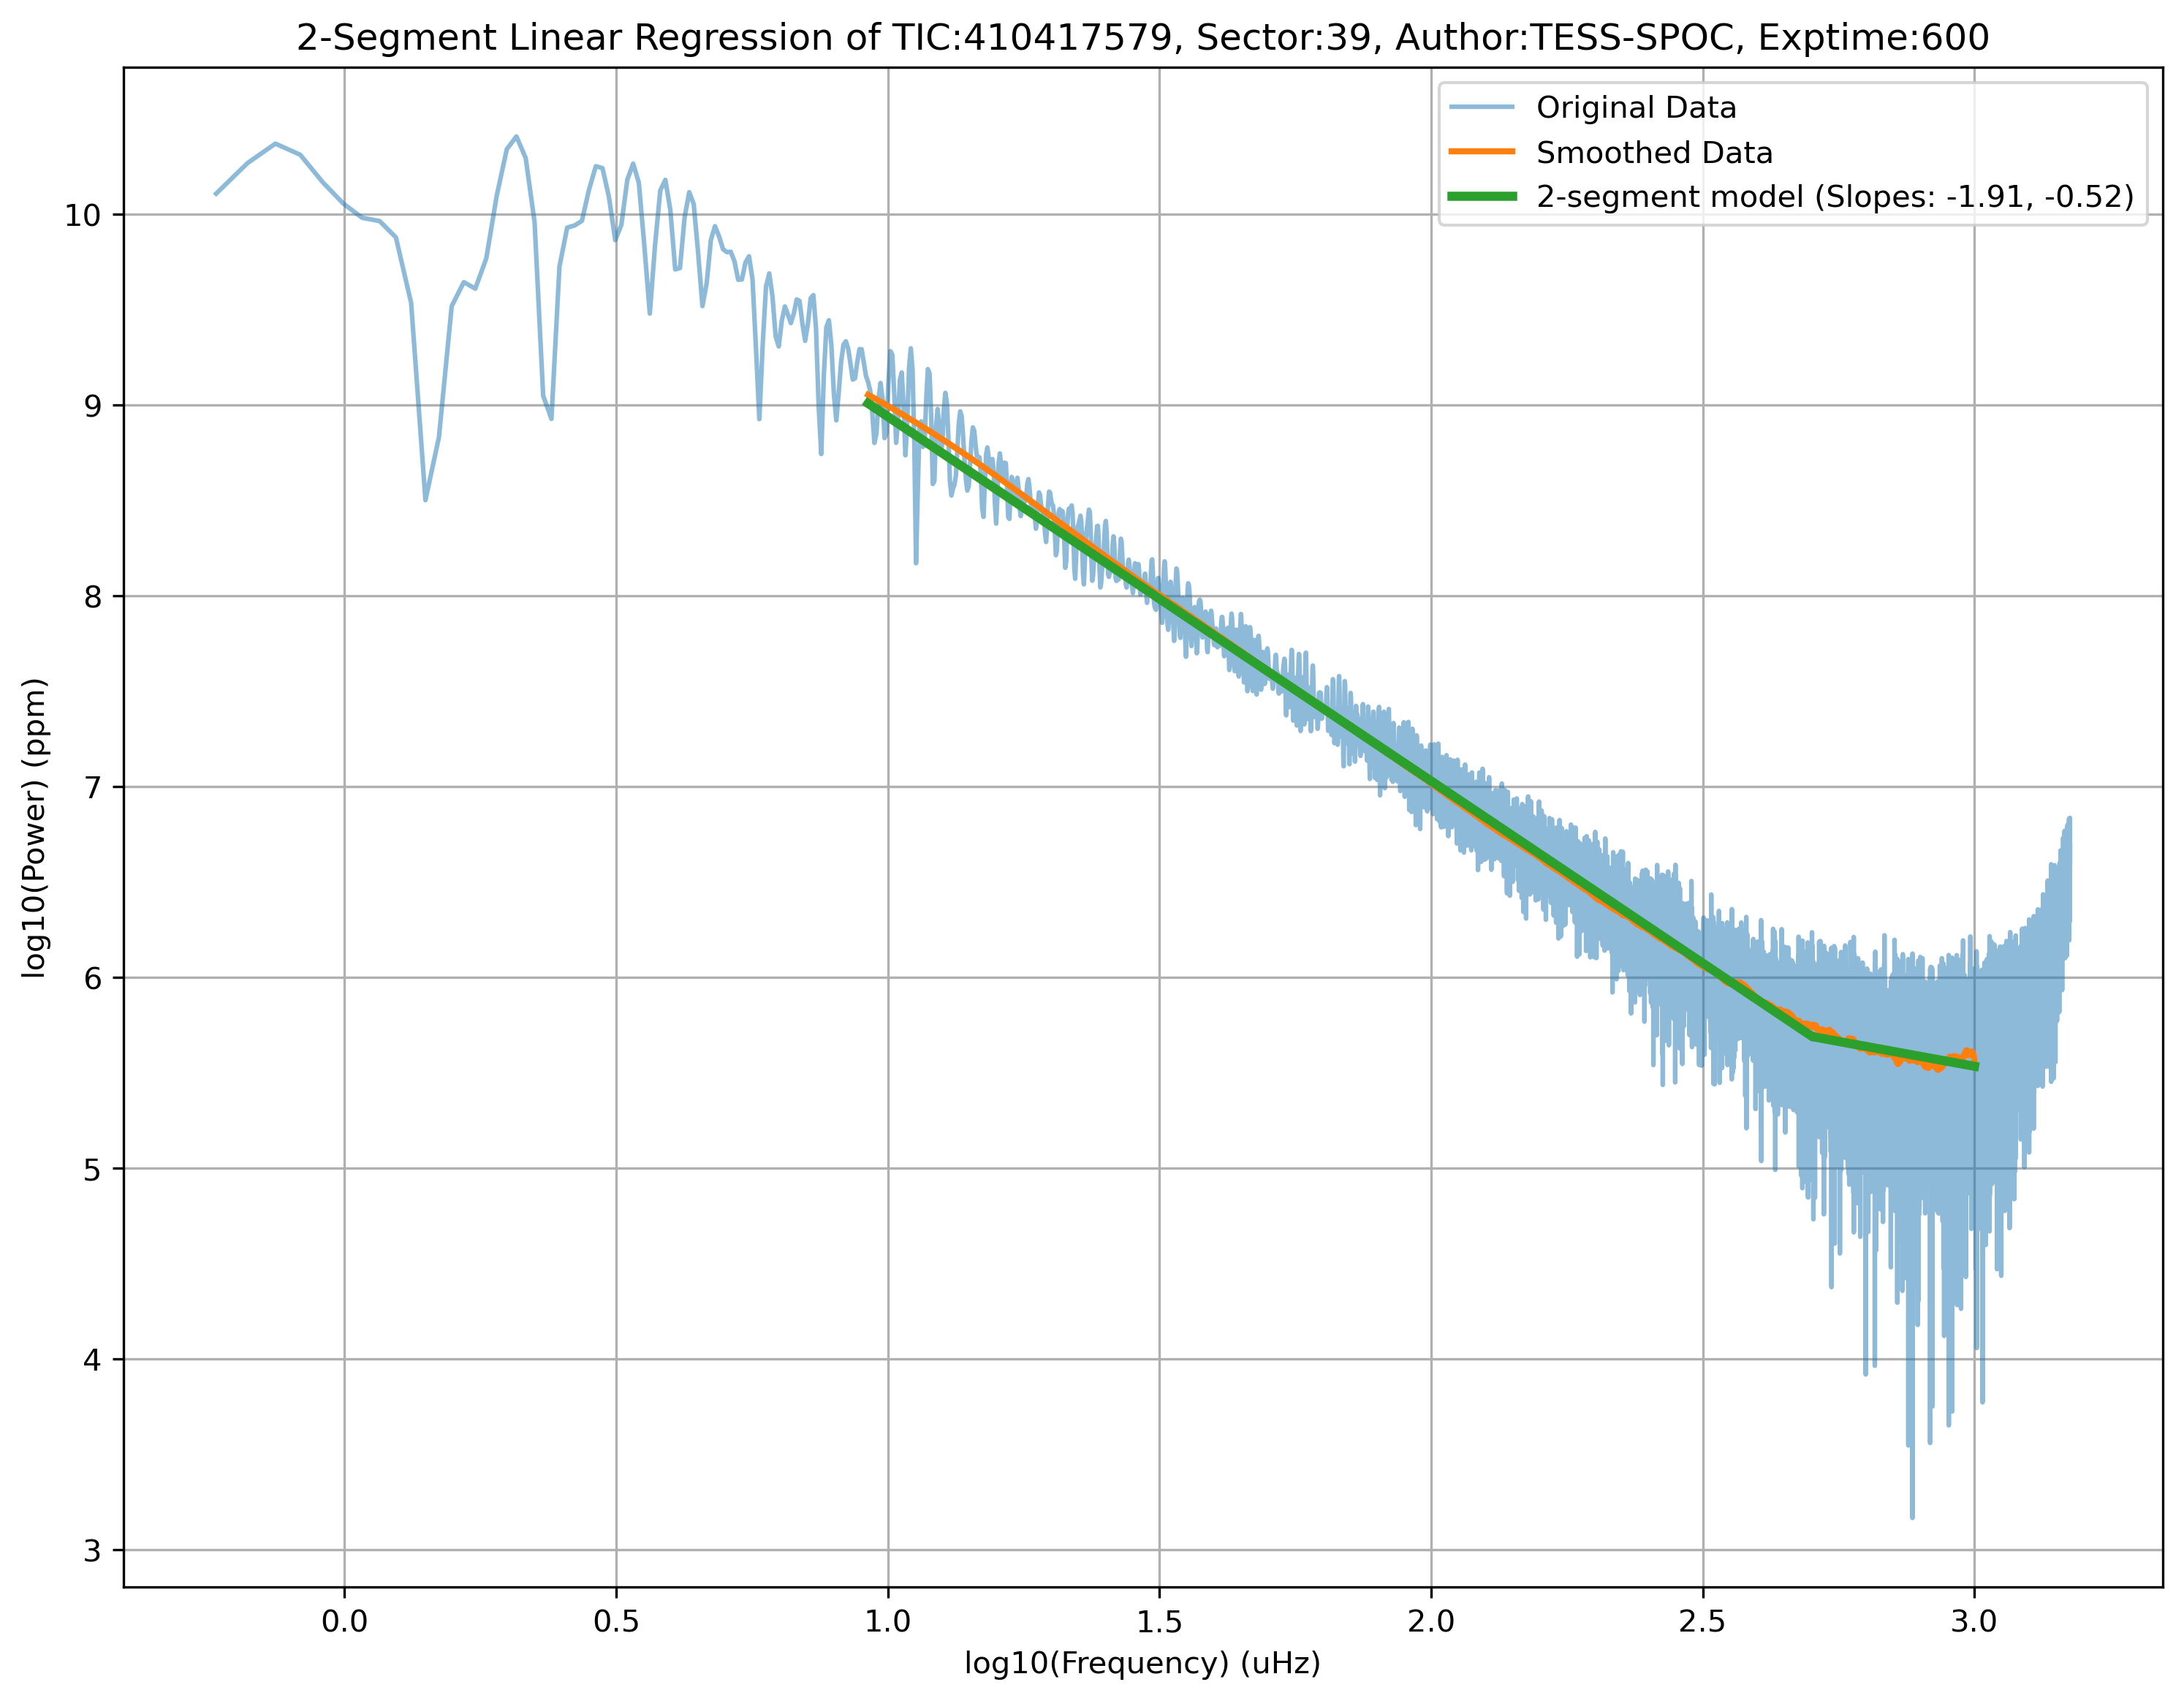 2-Segment Linear Regression of TIC:410417579, Sector:39, Author:TESS-SPOC, Exptime:600
Original Data
Smoothed Data
2-segment model (Slopes: -1.91, -0.52)
log10(Power) (ppm)
10
9
8
7
6
5
4
3
0.0 0.5 1.0 1.5 2.0 2.5 3.0
log10(Frequency) (uHz)